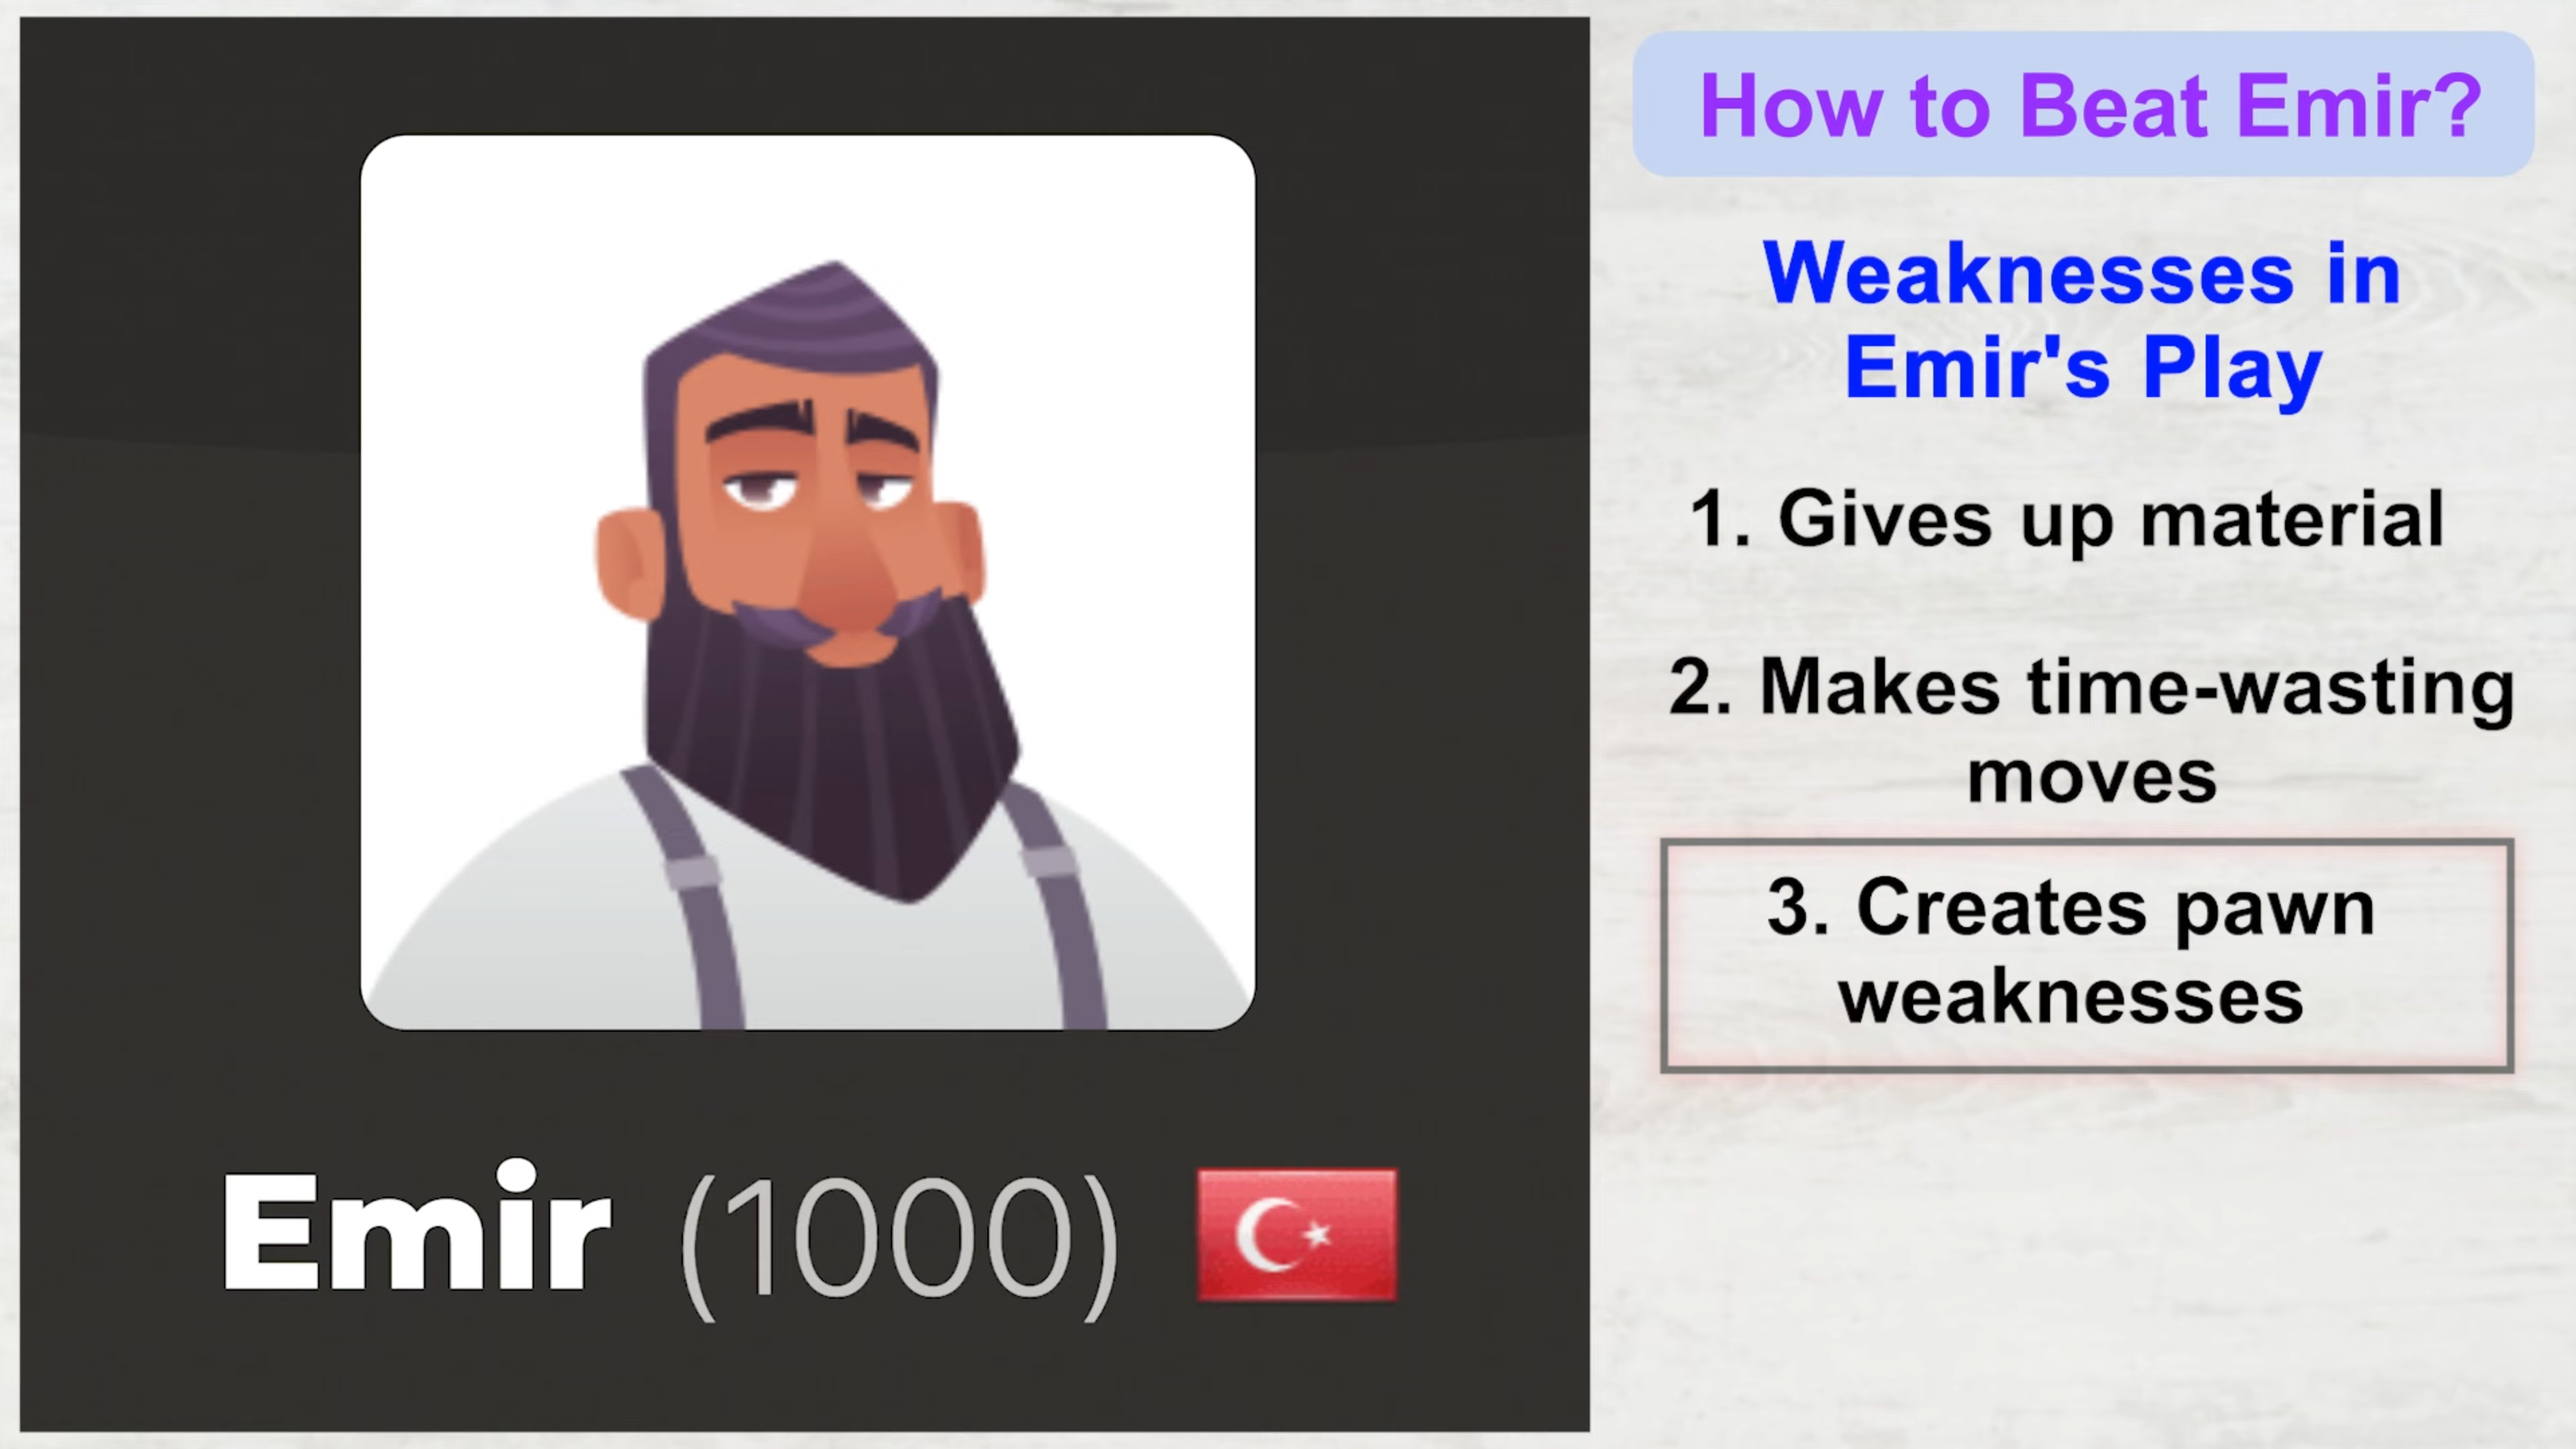 How to Beat Emir?
Weaknesses in
Emir's Play
1. Gives up material
2. Makes time-wasting
moves
3. Creates pawn
weaknesses
Emir (1000)